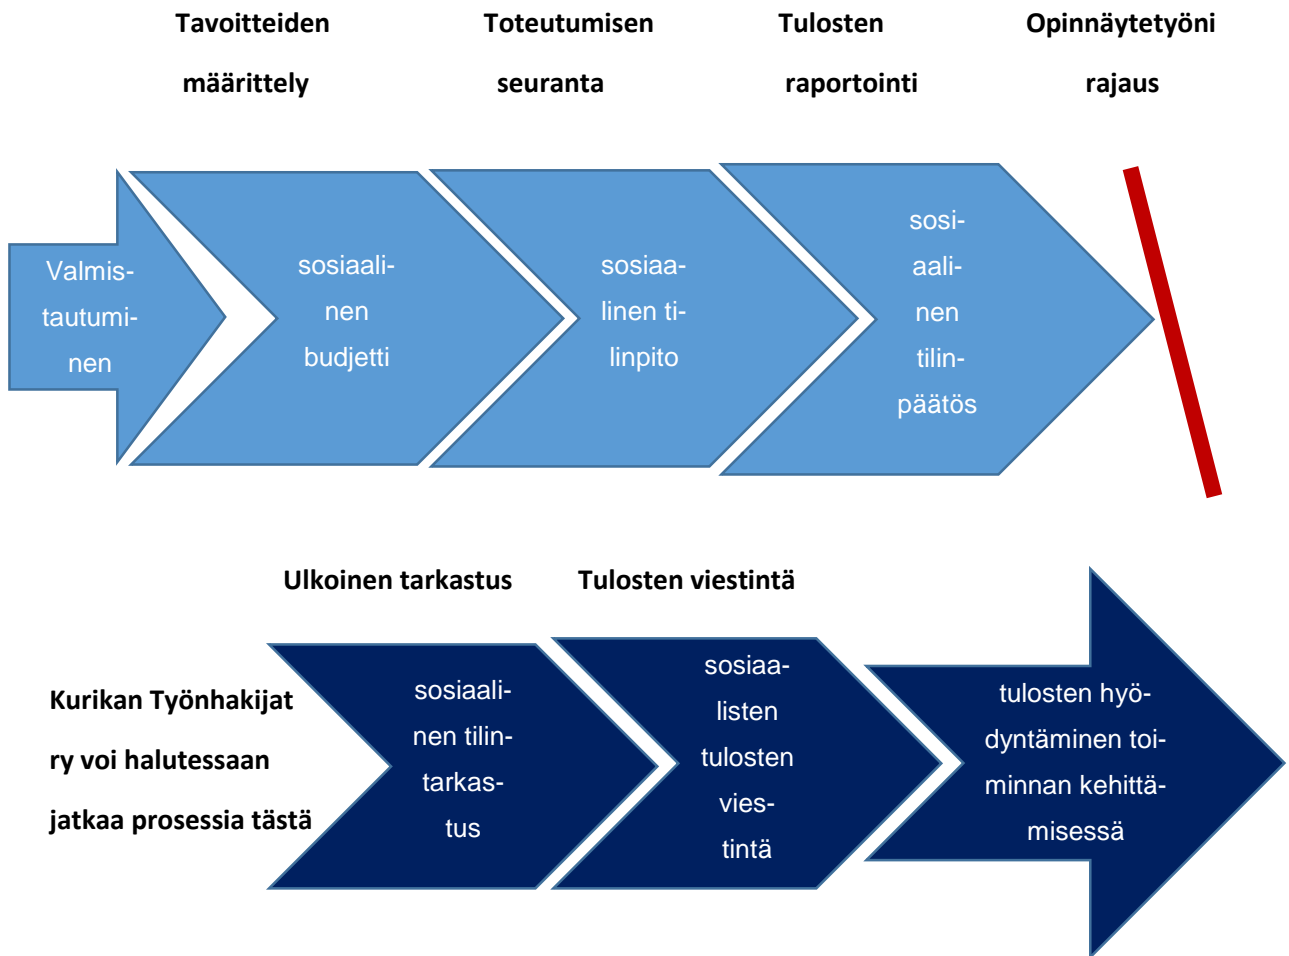 Tavoitteiden
määrittely
Toteutumisen
seuranta
Tulosten
raportointi
Opinnäytetyöni
rajaus
Valmis-
tautumi-
nen
sosiaali-
nen
budjetti
sosiaa-
linen ti-
linpito
sosi-
aali-
nen
tilin-
päätös
Ulkoinen tarkastus
Tulosten viestintä
Kurikan Työnhakijat
ry voi halutessaan
jatkaa prosessia tästä
sosiaali-
nen tilin-
tarkas-
tus
sosiaa-
listen
tulosten
vies-
tintä
tulosten hyö-
dyntäminen toi-
minnan kehittä-
misessä